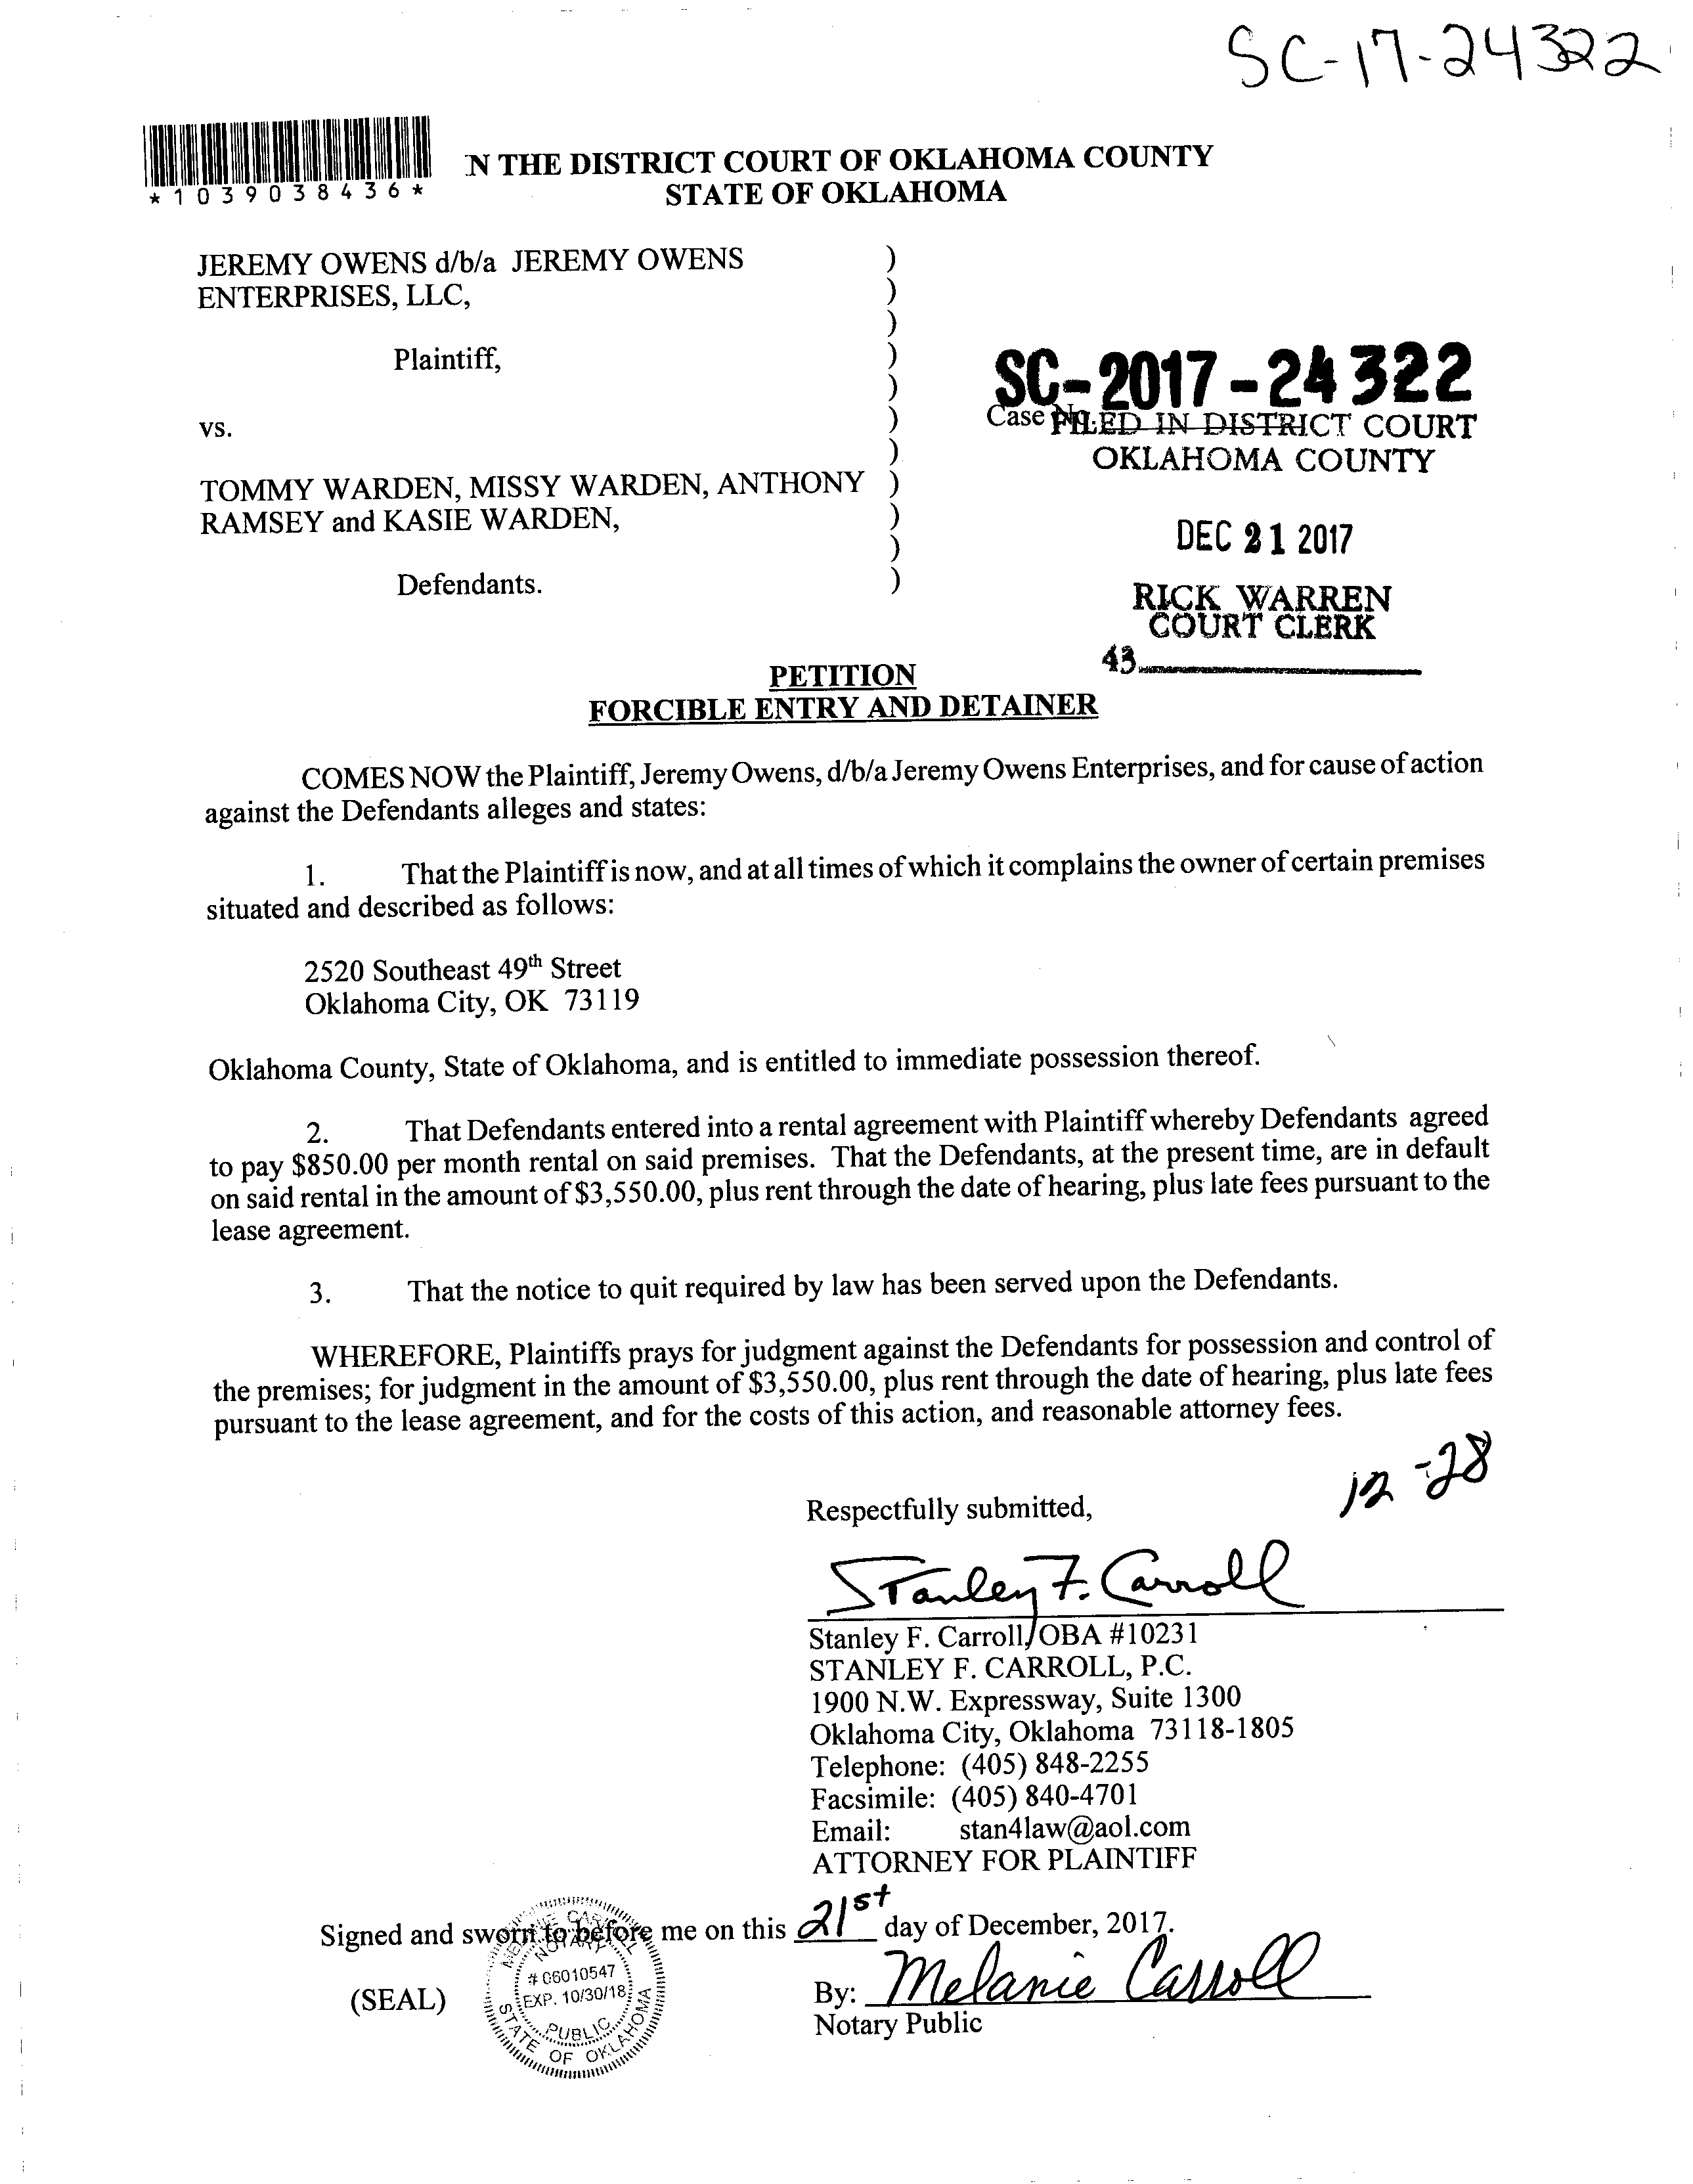 SC-17-24322
*1039038436*
N THE DISTRICT COURT OF OKLAHOMA COUNTY
STATE OF OKLAHOMA
JEREMY OWENS d/b/a JEREMY OWENS )
ENTERPRISES, LLC, )
)
Plaintiff, )
)
vs. )
)
TOMMY WARDEN, MISSY WARDEN, ANTHONY )
RAMSEY and KASIE WARDEN, )
)
Defendants. )
SC-2017-24322
Case No.
FILED IN DISTRICT COURT
OKLAHOMA COUNTY
DEC 21 2017
RICK WARREN
COURT CLERK
43
PETITION
FORCIBLE ENTRY AND DETAINER
COMES NOW the Plaintiff, Jeremy Owens, d/b/a Jeremy Owens Enterprises, and for cause of action
against the Defendants alleges and states:
1. That the Plaintiff is now, and at all times of which it complains the owner of certain premises
situated and described as follows:
2520 Southeast 49th Street
Oklahoma City, OK 73119
Oklahoma County, State of Oklahoma, and is entitled to immediate possession thereof.
2. That Defendants entered into a rental agreement with Plaintiff whereby Defendants agreed
to pay $850.00 per month rental on said premises. That the Defendants, at the present time, are in default
on said rental in the amount of $3,550.00, plus rent through the date of hearing, plus late fees pursuant to the
lease agreement.
3. That the notice to quit required by law has been served upon the Defendants.
WHEREFORE, Plaintiffs prays for judgment against the Defendants for possession and control of
the premises; for judgment in the amount of $3,550.00, plus rent through the date of hearing, plus late fees
pursuant to the lease agreement, and for the costs of this action, and reasonable attorney fees.
12-28
Respectfully submitted,
Stanley F. Carroll
Stanley F. Carroll, OBA #10231
STANLEY F. CARROLL, P.C.
1900 N.W. Expressway, Suite 1300
Oklahoma City, Oklahoma 73118-1805
Telephone: (405) 848-2255
Facsimile: (405) 840-4701
Email: stan4law@aol.com
ATTORNEY FOR PLAINTIFF
Signed and sworn to before me on this 21st day of December, 2017.
(SEAL)
MELANIE CARROLL
NOTARY
# 06010547
EXP. 10/30/18
PUBLIC
STATE OF OKLAHOMA
By: Melanie Carroll
Notary Public